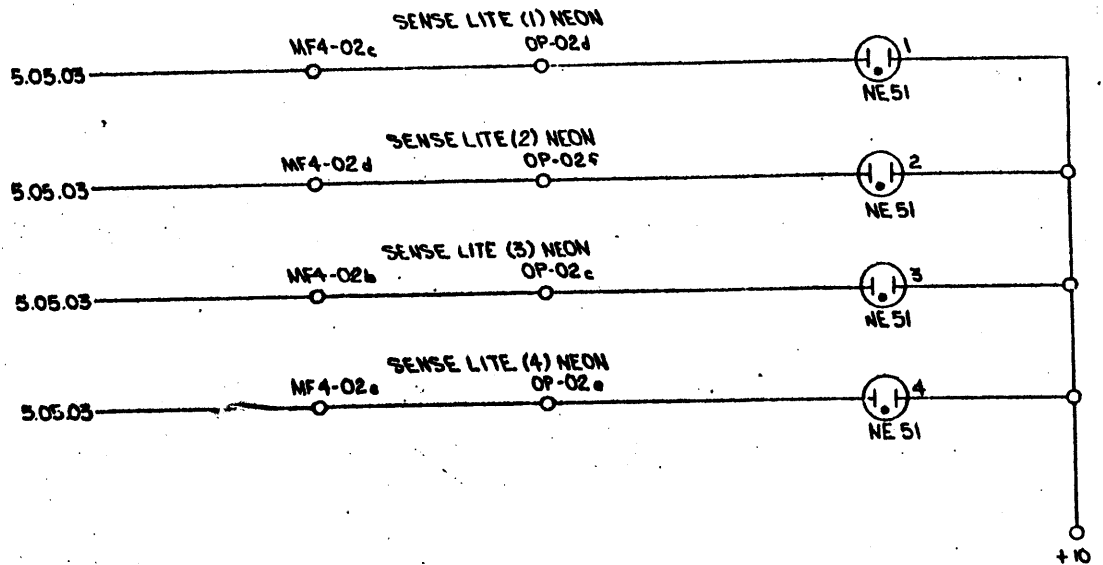 SENSE LITE (1) NEON
MF4-02c OP-02d
5.05.03 1
NE51
SENSE LITE (2) NEON
MF4-02d OP-02f
5.05.03 2
NE51
SENSE LITE (3) NEON
MF4-02b OP-02c
5.05.03 3
NE51
SENSE LITE (4) NEON
MF4-02e OP-02e
5.05.03 4
NE51
+10